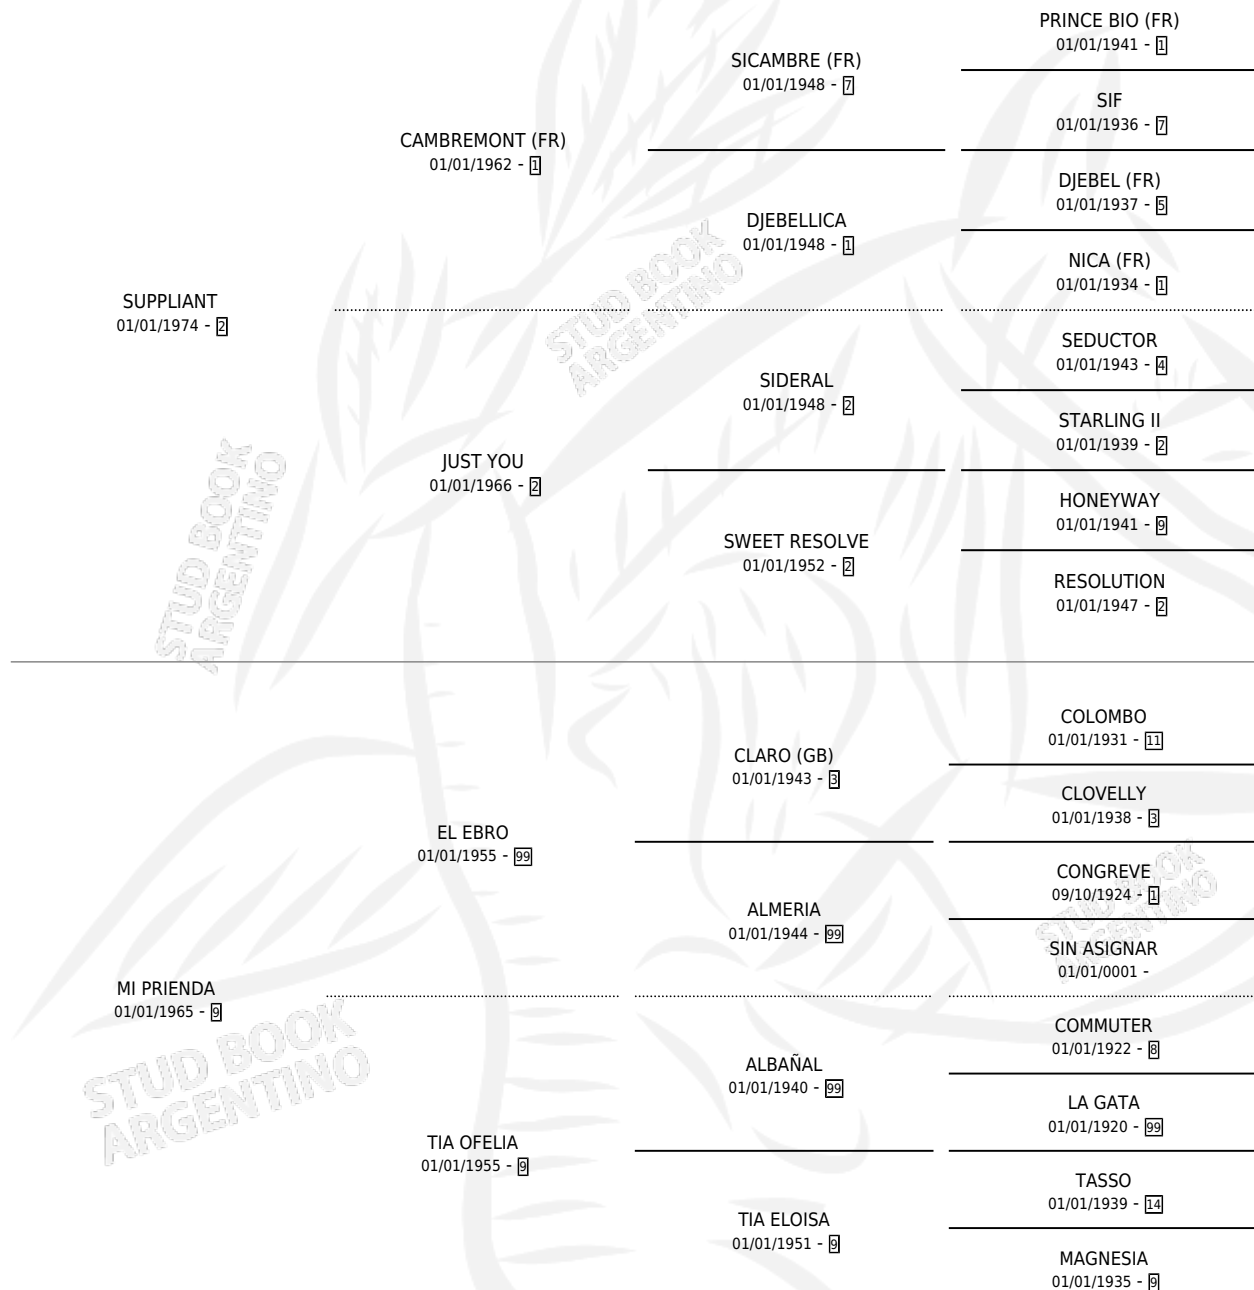 PRINCE BIO (FR)
01/01/1941 - 1
SICAMBRE (FR)
01/01/1948 - 7
SIF
01/01/1936 - 7
CAMBREMONT (FR)
01/01/1962 - 1
DJEBEL (FR)
01/01/1937 - 5
DJEBELLICA
01/01/1948 - 1
NICA (FR)
01/01/1934 - 1
SUPPLIANT
01/01/1974 - 2
SEDUCTOR
01/01/1943 - 4
SIDERAL
01/01/1948 - 2
STARLING II
01/01/1939 - 2
JUST YOU
01/01/1966 - 2
HONEYWAY
01/01/1941 - 9
SWEET RESOLVE
01/01/1952 - 2
RESOLUTION
01/01/1947 - 2
COLOMBO
01/01/1931 - 11
CLARO (GB)
01/01/1943 - 3
CLOVELLY
01/01/1938 - 3
EL EBRO
01/01/1955 - 99
CONGREVE
09/10/1924 - 1
ALMERIA
01/01/1944 - 99
SIN ASIGNAR
01/01/0001 -
MI PRIENDA
01/01/1965 - 9
COMMUTER
01/01/1922 - 8
ALBAÑAL
01/01/1940 - 99
LA GATA
01/01/1920 - 99
TIA OFELIA
01/01/1955 - 9
TASSO
01/01/1939 - 14
TIA ELOISA
01/01/1951 - 9
MAGNESIA
01/01/1935 - 9
STUD BOOK
ARGENTINO
STUD BOOK
ARGENTINO
STUD BOOK
ARGENTINO
STUD BOOK
ARGENTINO